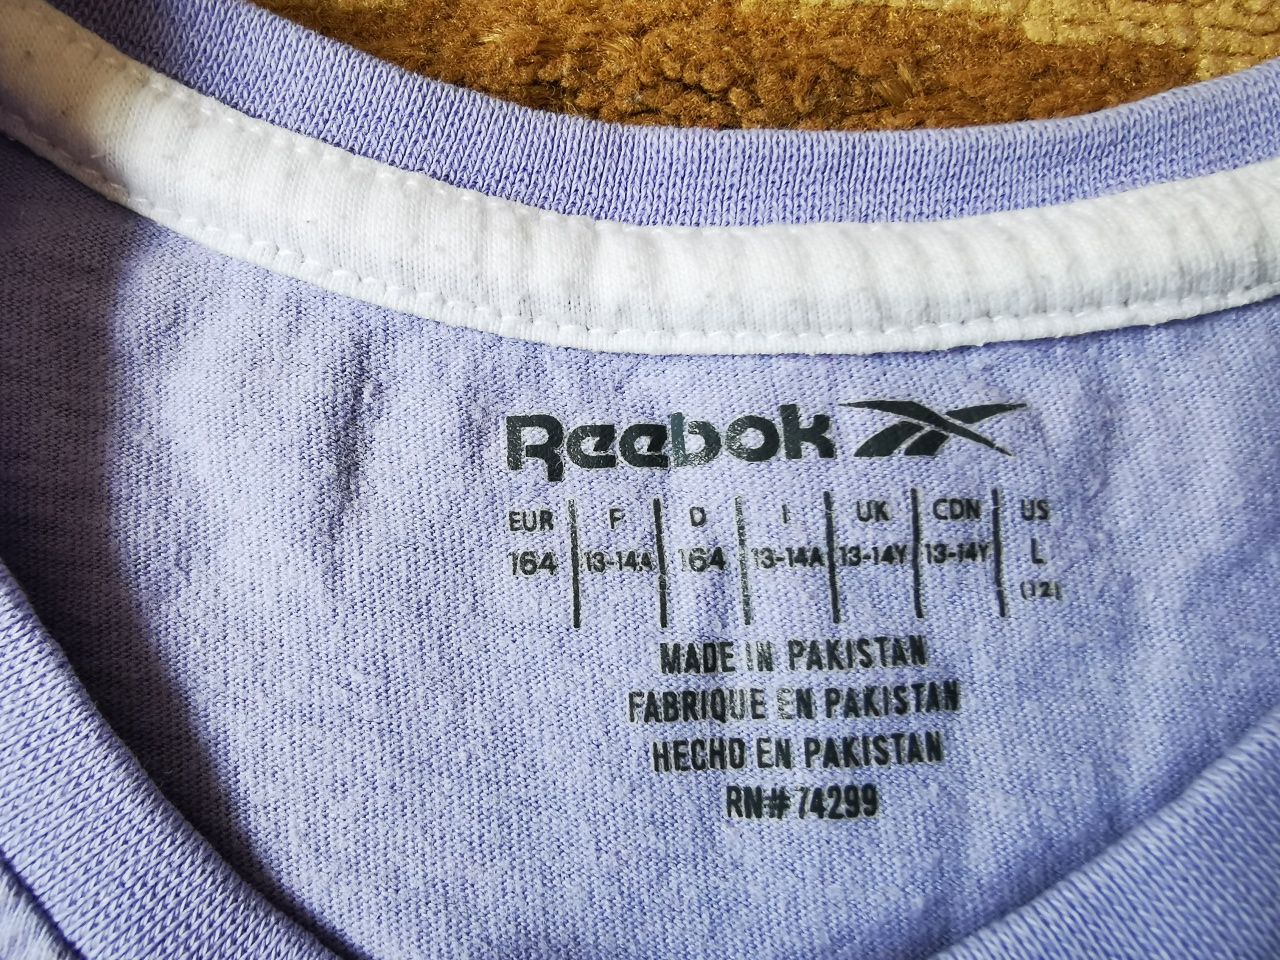 Reebok
EUR F D I UK CDN US
164 13-14A 164 13-14A 13-14Y 13-14Y L
(12)
MADE IN PAKISTAN
FABRIQUE EN PAKISTAN
HECHO EN PAKISTAN
RN# 74299